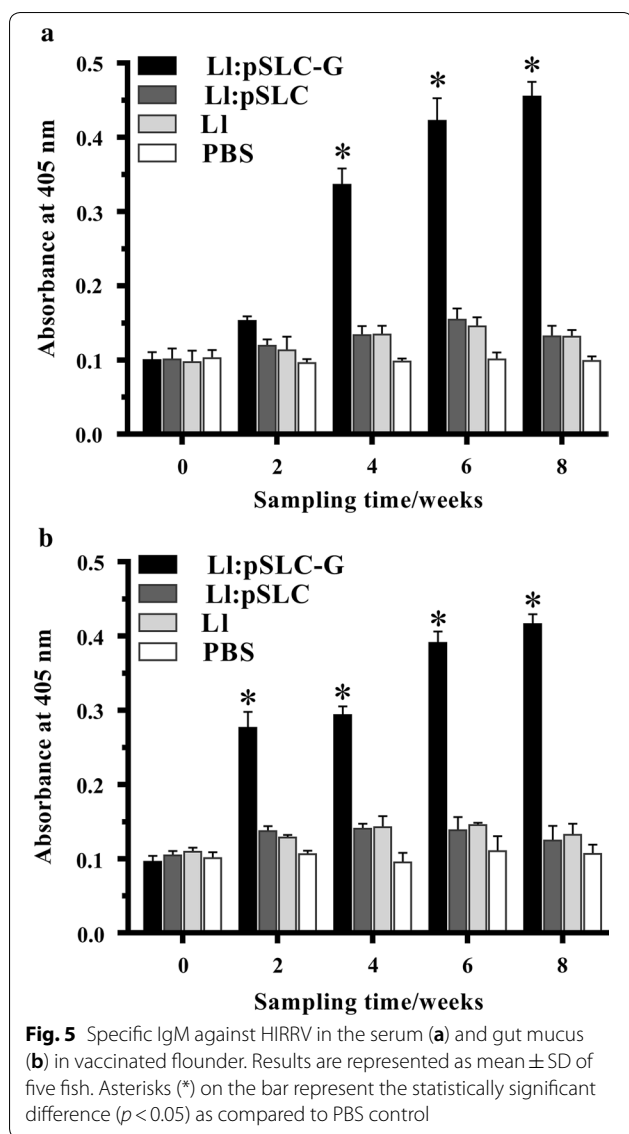 a
Ll:pSLC-G
Ll:pSLC
Ll
PBS
Absorbance at 405 nm
0.5
0.4
0.3
0.2
0.1
0.0
* * *
0 2 4 6 8
Sampling time/weeks
b
Ll:pSLC-G
Ll:pSLC
Ll
PBS
Absorbance at 405 nm
0.5
0.4
0.3
0.2
0.1
0.0
* * * *
0 2 4 6 8
Sampling time/weeks
Fig. 5 Specific IgM against HIRRV in the serum (a) and gut mucus
(b) in vaccinated flounder. Results are represented as mean ± SD of
five fish. Asterisks (*) on the bar represent the statistically significant
difference (p < 0.05) as compared to PBS control